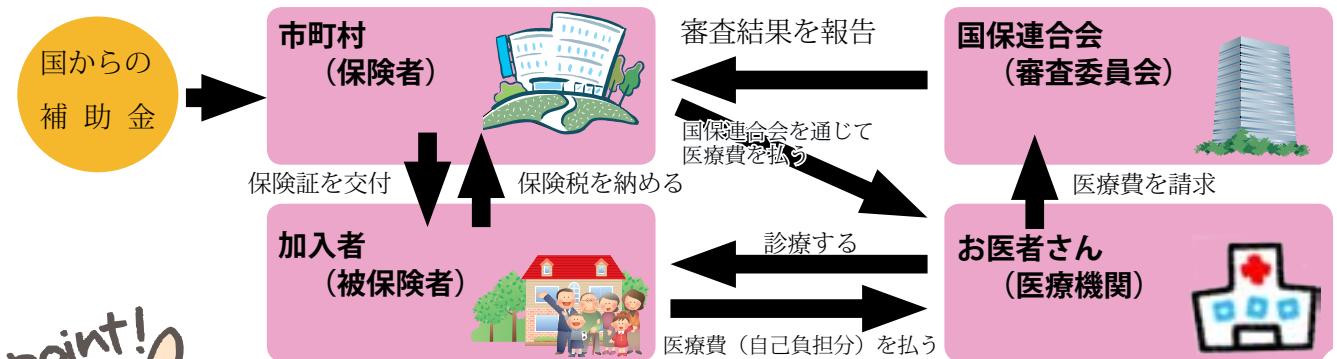 国からの
補助金
市町村
（保険者）
審査結果を報告
国保連合会
（審査委員会）
国保連合会を通じて
医療費を払う
保険証を交付
保険税を納める
医療費を請求
加入者
（被保険者）
診療する
お医者さん
（医療機関）
医療費（自己負担分）を払う
point!